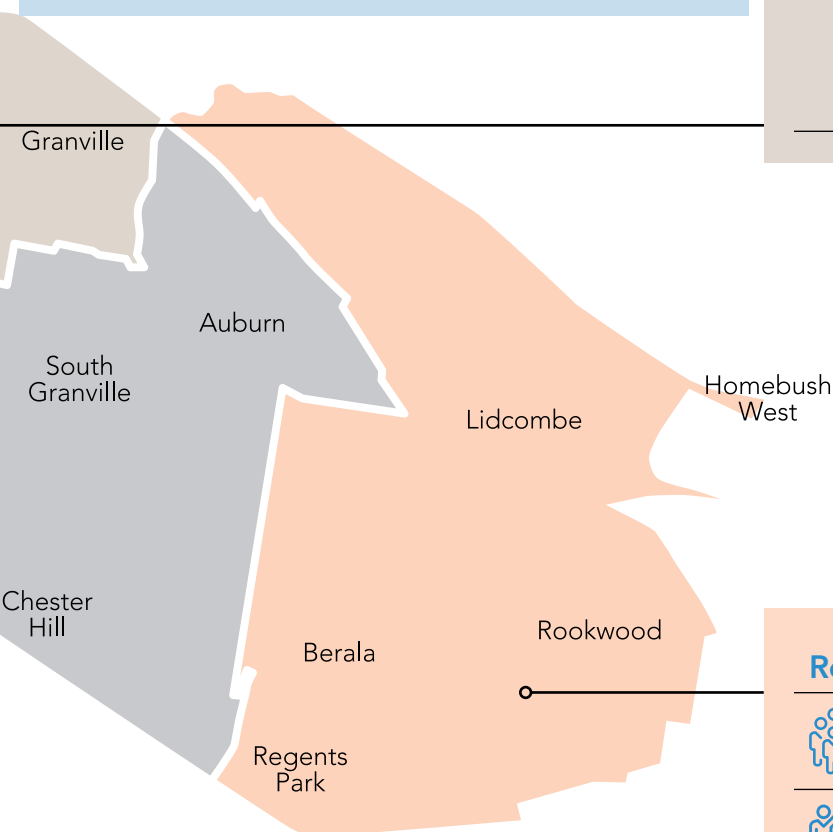 Granville
Auburn
South
Granville
Homebush
West
Lidcombe
Chester
Hill
Rookwood
Berala
Regents
Park